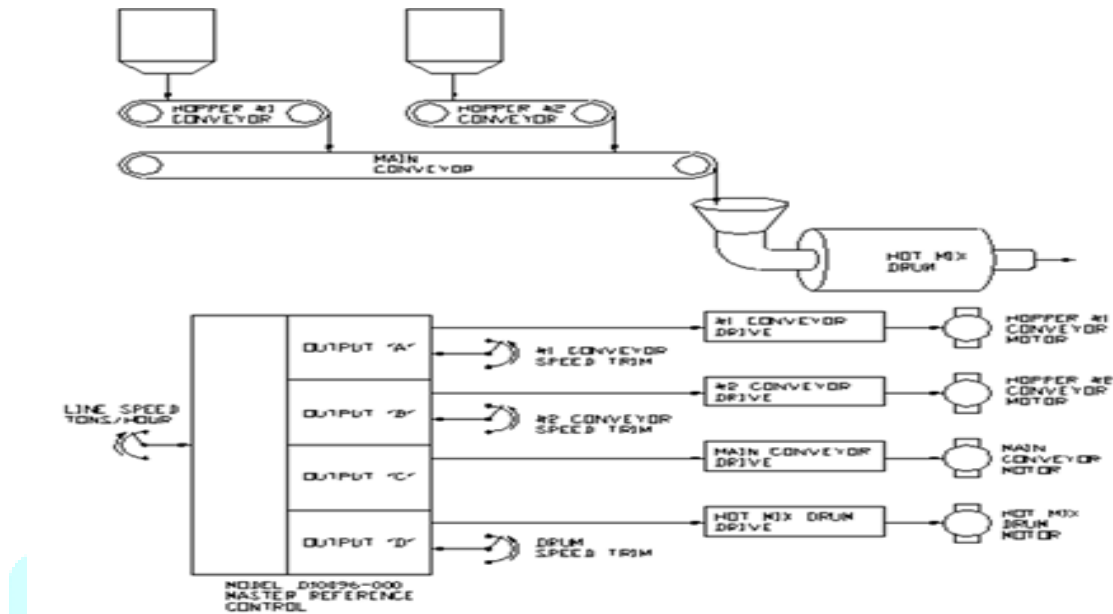 HOPPER #1
CONVEYOR
HOPPER #2
CONVEYOR
MAIN
CONVEYOR
HOT MIX
DRUM
LINE SPEED
TONS/HOUR
OUTPUT "A"
#1 CONVEYOR
SPEED TRIM
#1 CONVEYOR
DRIVE
HOPPER #1
CONVEYOR
MOTOR
OUTPUT "B"
#2 CONVEYOR
SPEED TRIM
#2 CONVEYOR
DRIVE
HOPPER #2
CONVEYOR
MOTOR
OUTPUT "C"
MAIN CONVEYOR
DRIVE
MAIN
CONVEYOR
MOTOR
OUTPUT "D"
DRUM
SPEED TRIM
HOT MIX DRUM
DRIVE
HOT MIX
DRUM
MOTOR
MODEL D10896-000
MASTER REFERENCE
CONTROL